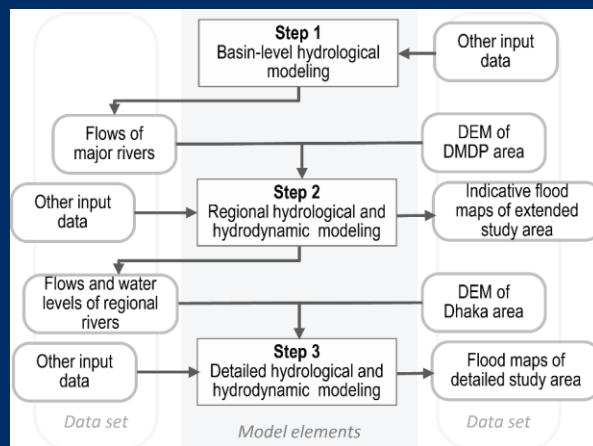 Step 1
Basin-level hydrological
modeling
Other input
data
Flows of
major rivers
DEM of
DMDP area
Other input
data
Step 2
Regional hydrological and
hydrodynamic modeling
Indicative flood
maps of extended
study area
Flows and water
levels of regional
rivers
DEM of
Dhaka area
Other input
data
Step 3
Detailed hydrological and
hydrodynamic modeling
Flood maps of
detailed study area
Data set
Model elements
Data set